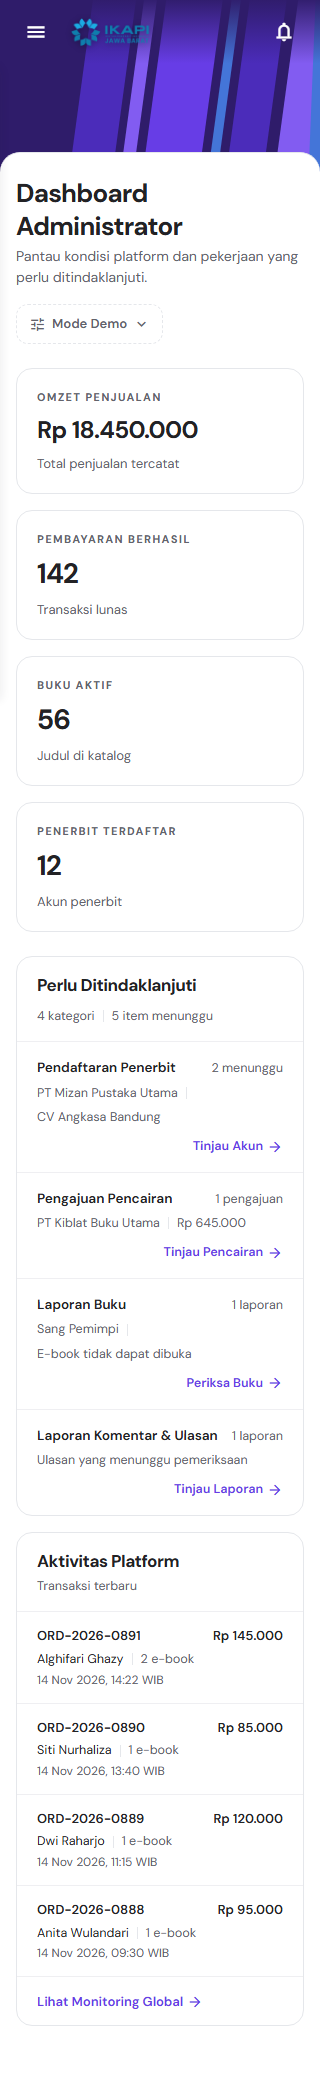 IKAPI
JAWA BARAT
Dashboard
Administrator
Pantau kondisi platform dan pekerjaan yang
perlu ditindaklanjuti.
Mode Demo
OMZET PENJUALAN
Rp 18.450.000
Total penjualan tercatat
PEMBAYARAN BERHASIL
142
Transaksi lunas
BUKU AKTIF
56
Judul di katalog
PENERBIT TERDAFTAR
12
Akun penerbit
Perlu Ditindaklanjuti
4 kategori 5 item menunggu
Pendaftaran Penerbit 2 menunggu
PT Mizan Pustaka Utama
CV Angkasa Bandung
Tinjau Akun →
Pengajuan Pencairan 1 pengajuan
PT Kiblat Buku Utama Rp 645.000
Tinjau Pencairan →
Laporan Buku 1 laporan
Sang Pemimpi
E-book tidak dapat dibuka
Periksa Buku →
Laporan Komentar & Ulasan 1 laporan
Ulasan yang menunggu pemeriksaan
Tinjau Laporan →
Aktivitas Platform
Transaksi terbaru
ORD-2026-0891 Rp 145.000
Alghifari Ghazy 2 e-book
14 Nov 2026, 14:22 WIB
ORD-2026-0890 Rp 85.000
Siti Nurhaliza 1 e-book
14 Nov 2026, 13:40 WIB
ORD-2026-0889 Rp 120.000
Dwi Raharjo 1 e-book
14 Nov 2026, 11:15 WIB
ORD-2026-0888 Rp 95.000
Anita Wulandari 1 e-book
14 Nov 2026, 09:30 WIB
Lihat Monitoring Global →